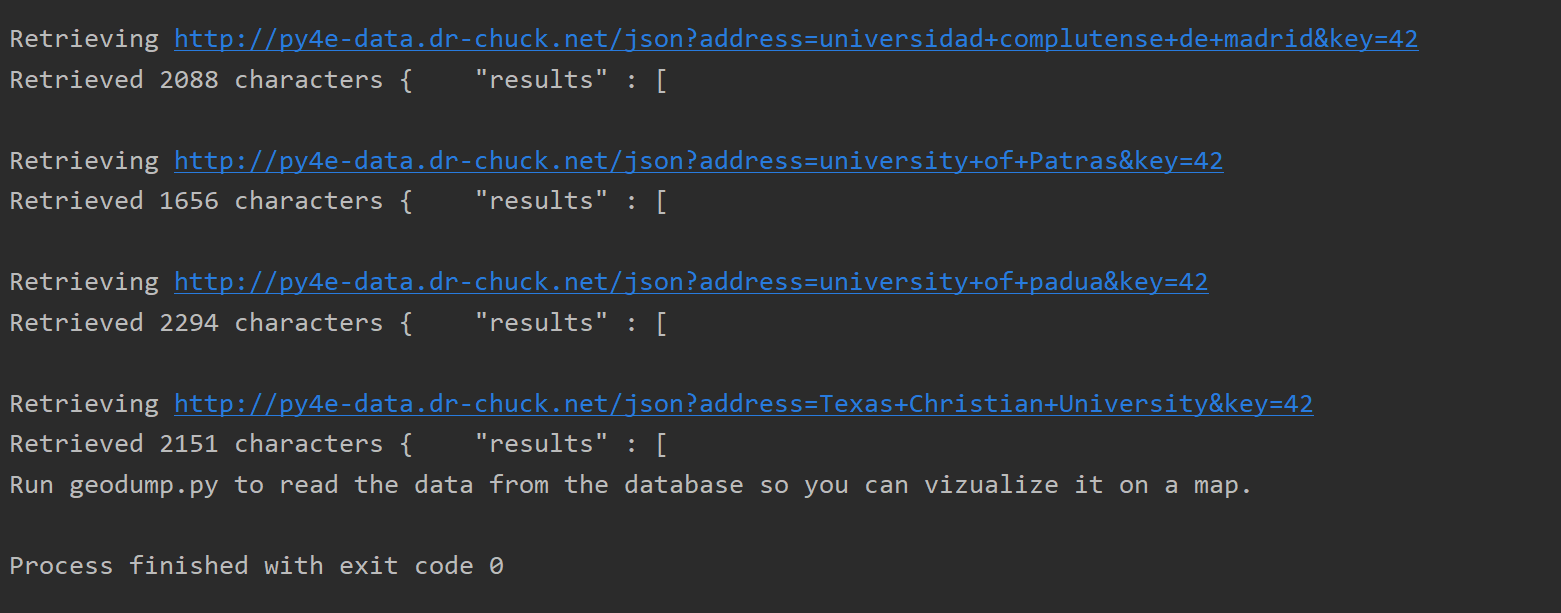 Retrieving http://py4e-data.dr-chuck.net/json?address=universidad+complutense+de+madrid&key=42
Retrieved 2088 characters {    "results" : [
Retrieving http://py4e-data.dr-chuck.net/json?address=university+of+Patras&key=42
Retrieved 1656 characters {    "results" : [
Retrieving http://py4e-data.dr-chuck.net/json?address=university+of+padua&key=42
Retrieved 2294 characters {    "results" : [
Retrieving http://py4e-data.dr-chuck.net/json?address=Texas+Christian+University&key=42
Retrieved 2151 characters {    "results" : [
Run geodump.py to read the data from the database so you can vizualize it on a map.
Process finished with exit code 0